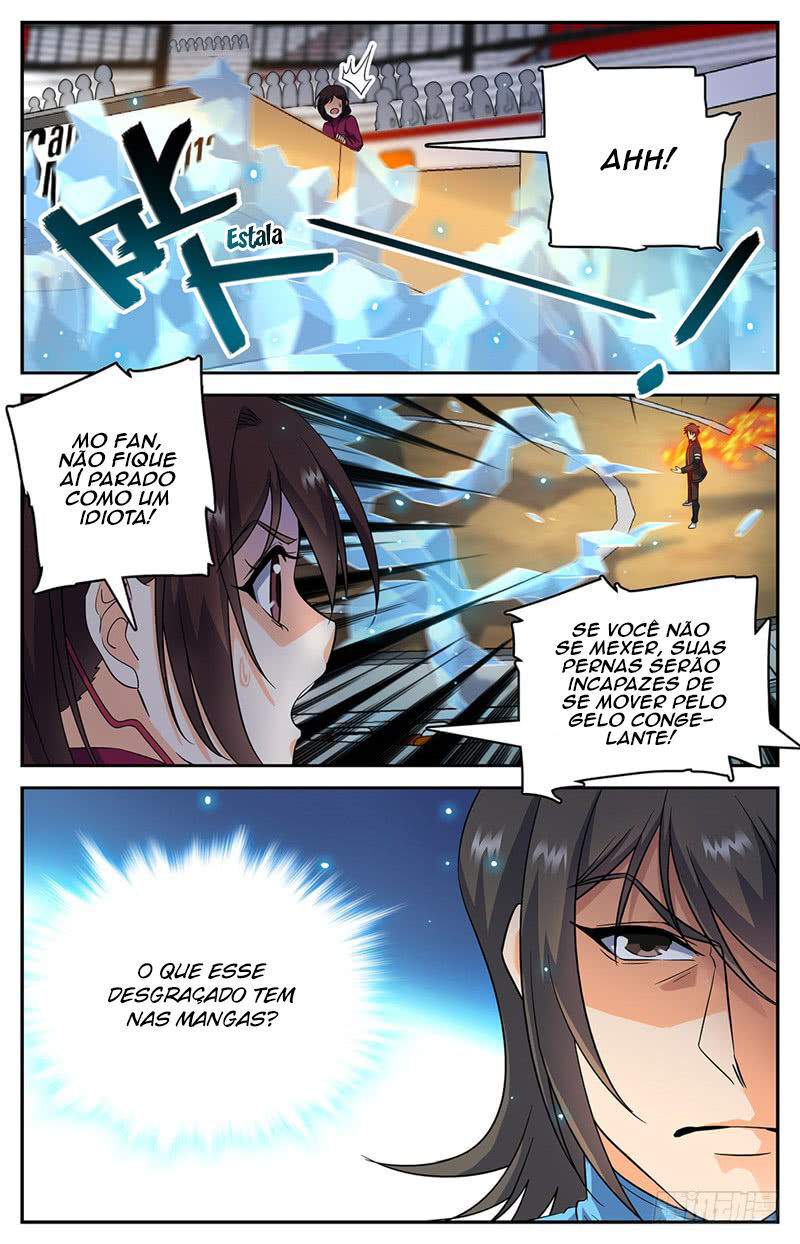 AHH!
Estala
MO FAN,
NÃO FIQUE
AÍ PARADO
COMO UM
IDIOTA!
SE VOCÊ NÃO
SE MEXER, SUAS
PERNAS SERÃO
INCAPAZES DE
SE MOVER PELO
GELO CONGE-
LANTE!
O QUE ESSE
DESGRAÇADO TEM
NAS MANGAS?